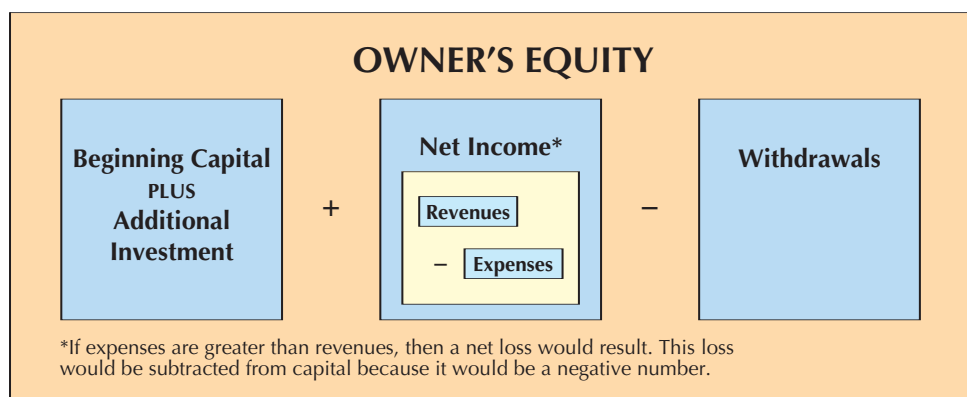 OWNER'S EQUITY
Beginning Capital
PLUS
Additional
Investment
+
Net Income*
Revenues
– Expenses
–
Withdrawals
*If expenses are greater than revenues, then a net loss would result. This loss
would be subtracted from capital because it would be a negative number.